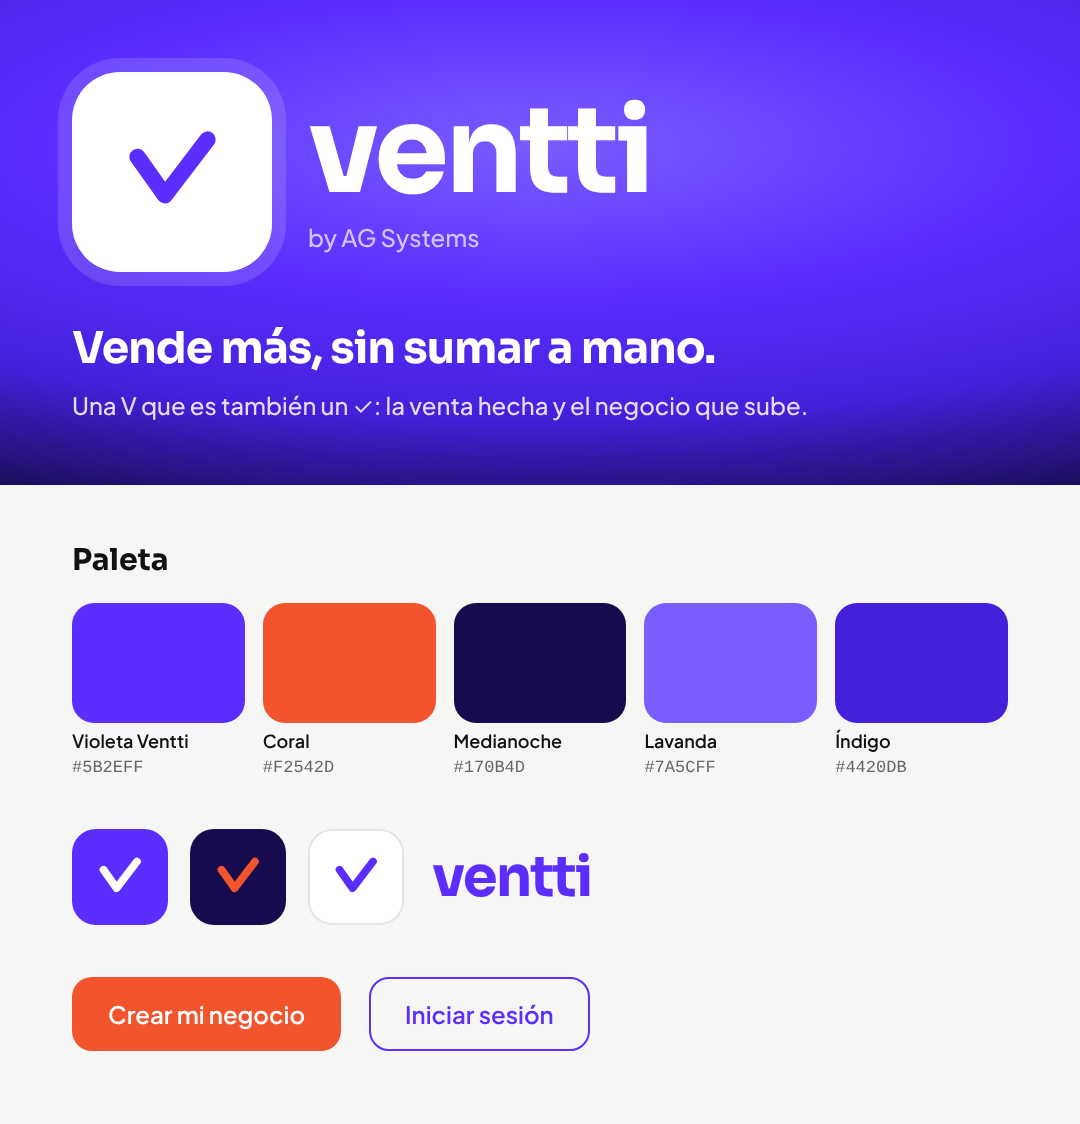 ventti
by AG Systems
Vende más, sin sumar a mano.
Una V que es también un ✓: la venta hecha y el negocio que sube.
Paleta
Violeta Ventti
#5B2EFF
Coral
#F2542D
Medianoche
#170B4D
Lavanda
#7A5CFF
Índigo
#4420DB
ventti
Crear mi negocio
Iniciar sesión